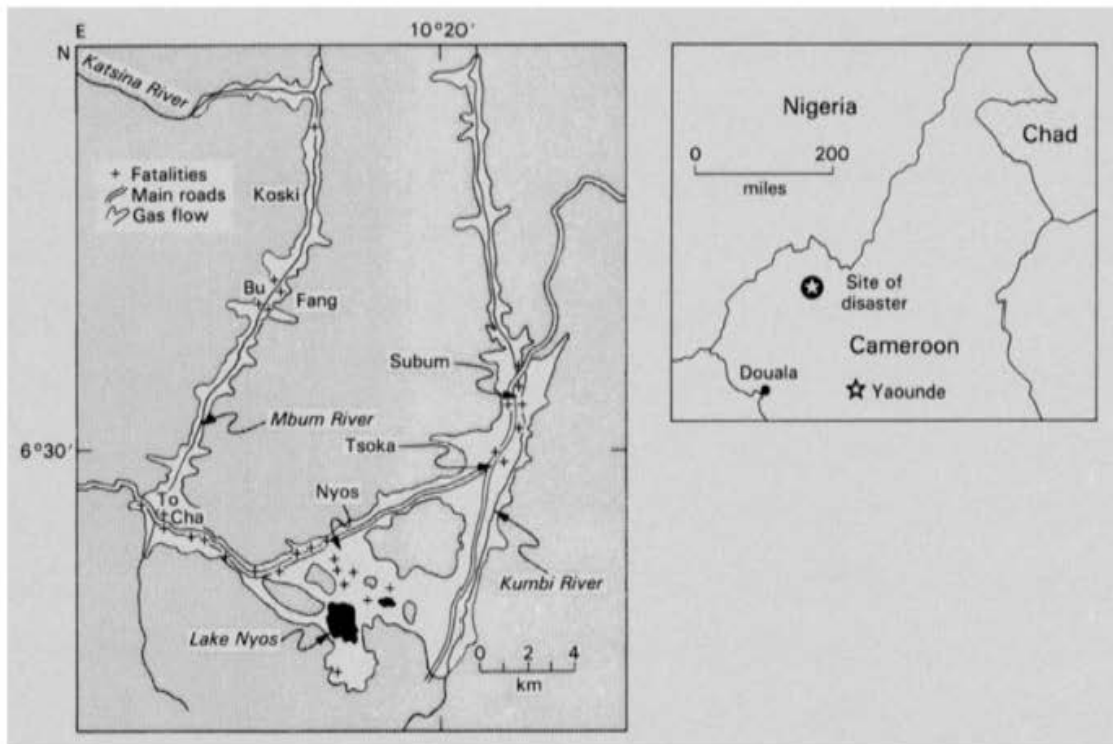 E
10°20'
N
Katsina River
+ Fatalities
Main roads
Gas flow
Koski
Bu
Fang
Subum
Mbum River
6°30'
Tsoka
To
Nyos
Cha
Kumbi River
Lake Nyos
0 2 4
km
Nigeria
Chad
0 200
miles
Site of
disaster
Cameroon
Douala
Yaounde